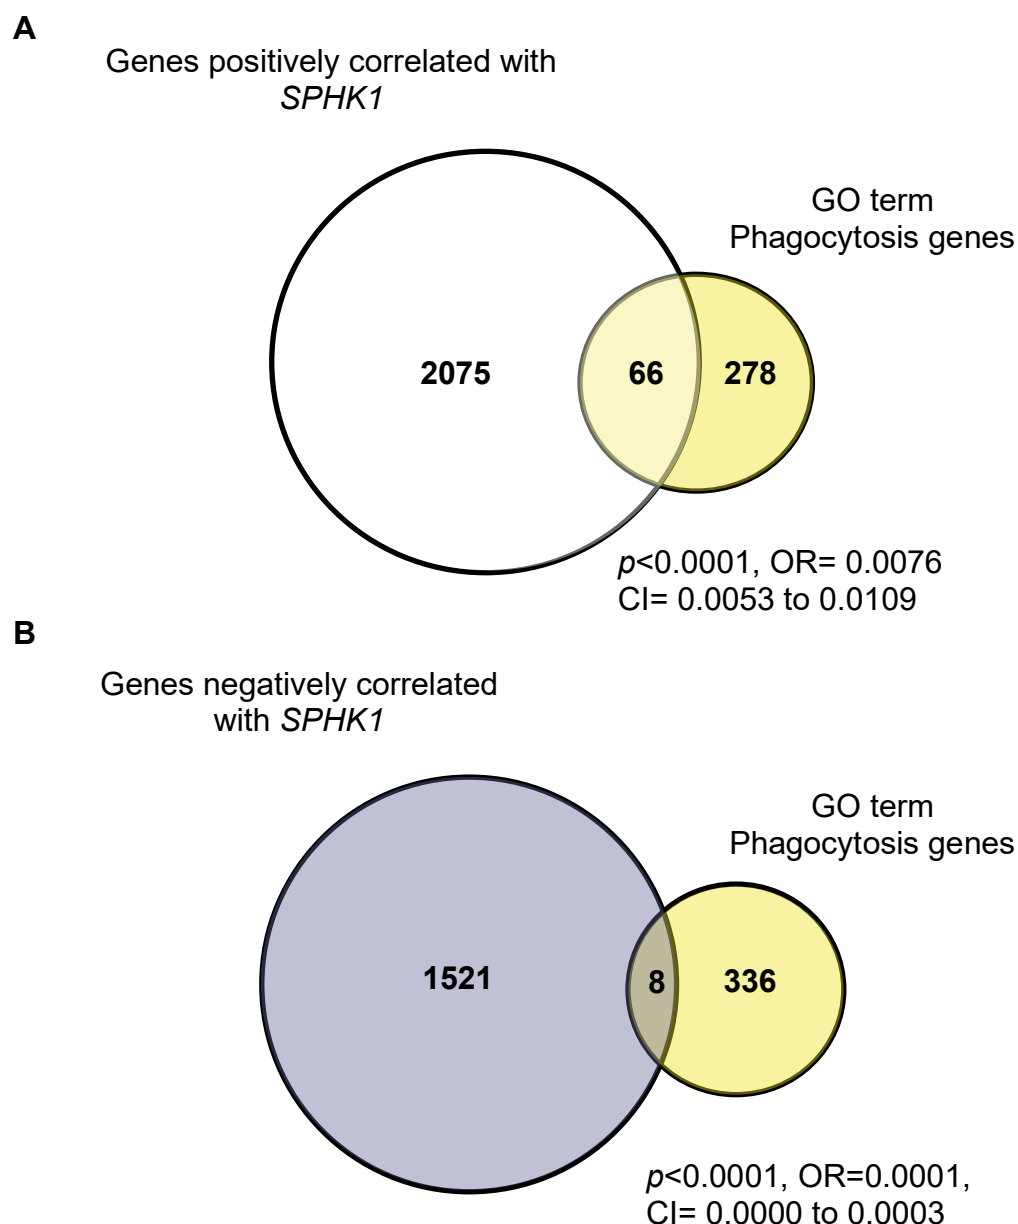 A
Genes positively correlated with
SPHK1
GO term
Phagocytosis genes
2075
66
278
p<0.0001, OR= 0.0076
CI= 0.0053 to 0.0109
B
Genes negatively correlated
with SPHK1
GO term
Phagocytosis genes
1521
8
336
p<0.0001, OR=0.0001,
CI= 0.0000 to 0.0003